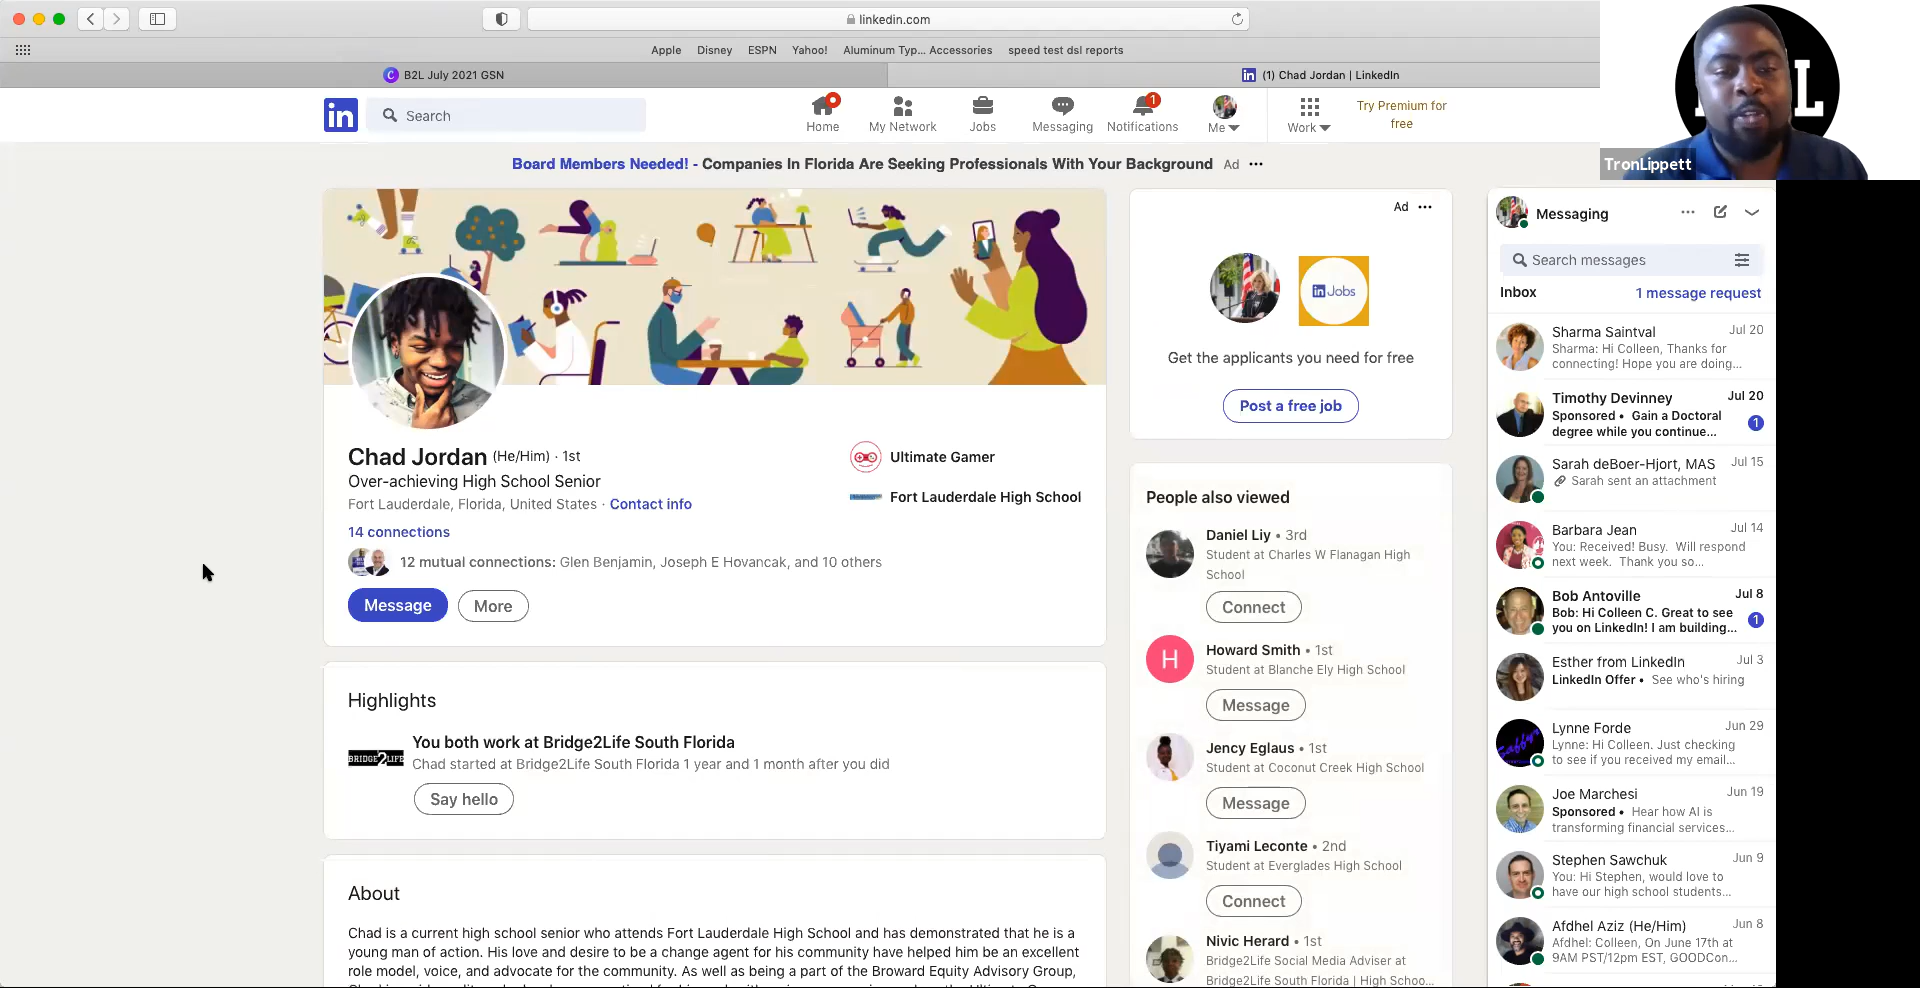 linkedin.com
Apple Disney ESPN Yahoo! Aluminum Typ... Accessories speed test dsl reports
B2L July 2021 GSN
(1) Chad Jordan | LinkedIn
in
Search
Home
My Network
Jobs
Messaging
1
Notifications
Me
Work
Try Premium for
free
TronLippett
Board Members Needed! - Companies In Florida Are Seeking Professionals With Your Background Ad
Chad Jordan (He/Him) · 1st
Over-achieving High School Senior
Fort Lauderdale, Florida, United States · Contact info
14 connections
12 mutual connections: Glen Benjamin, Joseph E Hovancak, and 10 others
Message
More
Ultimate Gamer
Fort Lauderdale High School
Highlights
BRIDGE2LIFE
You both work at Bridge2Life South Florida
Chad started at Bridge2Life South Florida 1 year and 1 month after you did
Say hello
About
Chad is a current high school senior who attends Fort Lauderdale High School and has demonstrated that he is a
young man of action. His love and desire to be a change agent for his community have helped him be an excellent
role model, voice, and advocate for the community. As well as being a part of the Broward Equity Advisory Group,
Ad
in Jobs
Get the applicants you need for free
Post a free job
People also viewed
Daniel Liy • 3rd
Student at Charles W Flanagan High
School
Connect
H
Howard Smith • 1st
Student at Blanche Ely High School
Message
Jency Eglaus • 1st
Student at Coconut Creek High School
Message
Tiyami Leconte • 2nd
Student at Everglades High School
Connect
Nivic Herard • 1st
Bridge2Life Social Media Adviser at
Bridge2Life South Florida | High Schoo...
Messaging
Search messages
Inbox
1 message request
Sharma Saintval Jul 20
Sharma: Hi Colleen, Thanks for
connecting! Hope you are doing...
Timothy Devinney Jul 20
Sponsored • Gain a Doctoral
degree while you continue...
1
Sarah deBoer-Hjort, MAS Jul 15
Sarah sent an attachment
Barbara Jean Jul 14
You: Received! Busy. Will respond
next week. Thank you so...
Bob Antoville Jul 8
Bob: Hi Colleen C. Great to see
you on LinkedIn! I am building...
1
Esther from LinkedIn Jul 3
LinkedIn Offer • See who's hiring
Lynne Forde Jun 29
Lynne: Hi Colleen. Just checking
to see if you received my email...
Joe Marchesi Jun 19
Sponsored • Hear how AI is
transforming financial services...
Stephen Sawchuk Jun 9
You: Hi Stephen, would love to
have our high school students...
Afdhel Aziz (He/Him) Jun 8
Afdhel: Colleen, On June 17th at
9AM PST/12pm EST, GOODCon...